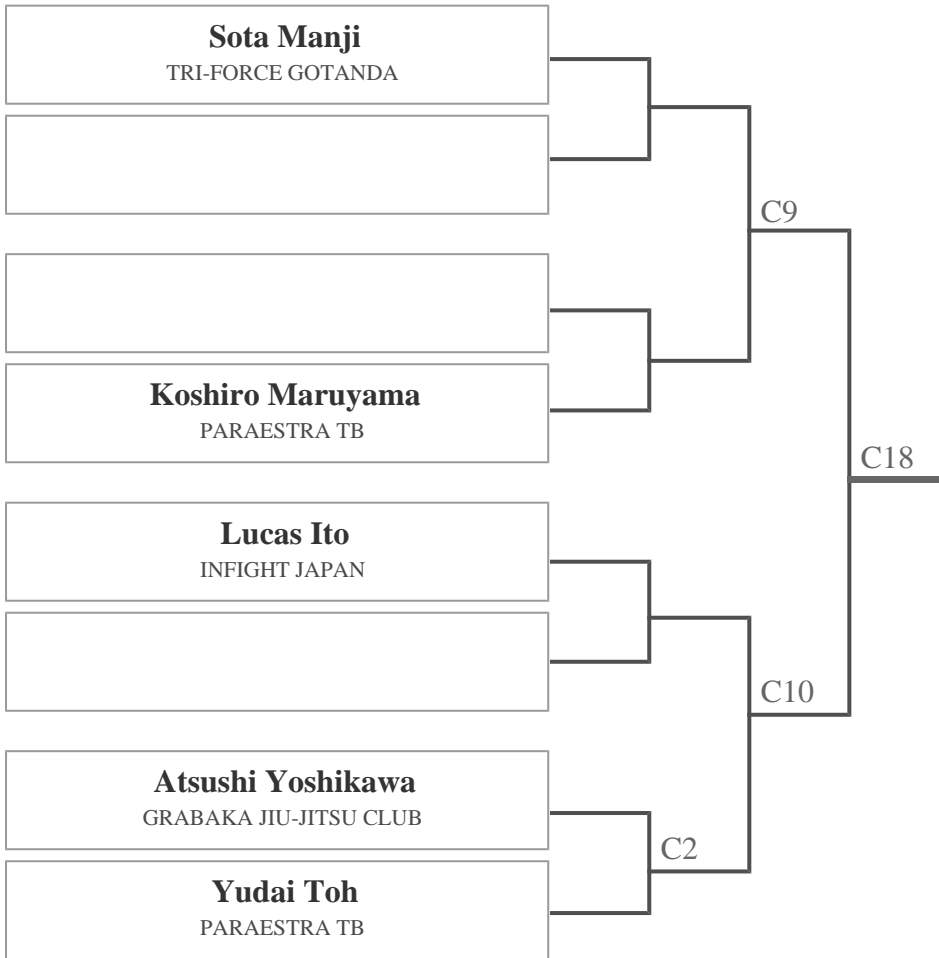 Sota Manji
TRI-FORCE GOTANDA
C9
Koshiro Maruyama
PARAESTRA TB
C18
Lucas Ito
INFIGHT JAPAN
C10
Atsushi Yoshikawa
GRABAKA JIU-JITSU CLUB
C2
Yudai Toh
PARAESTRA TB